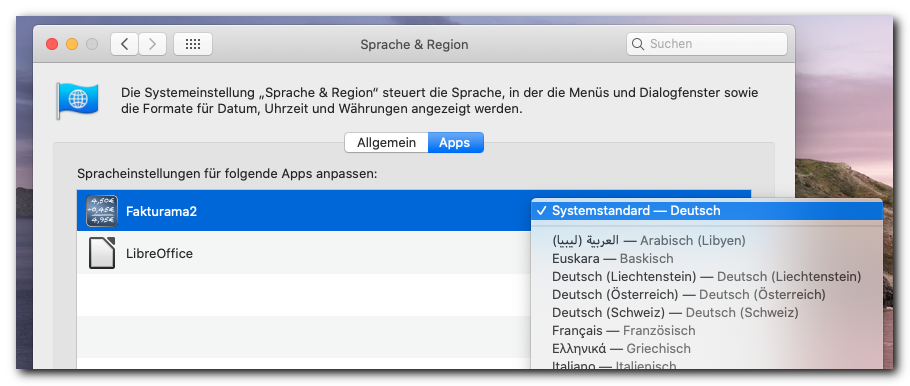 Sprache & Region
Suchen
Die Systemeinstellung „Sprache & Region“ steuert die Sprache, in der die Menüs und Dialogfenster sowie
die Formate für Datum, Uhrzeit und Währungen angezeigt werden.
Allgemein
Apps
Spracheinstellungen für folgende Apps anpassen:
4,50€
-0,45€
4,95€
Fakturama2
✓ Systemstandard — Deutsch
LibreOffice
العربية (ليبيا) — Arabisch (Libyen)
Euskara — Baskisch
Deutsch (Liechtenstein) — Deutsch (Liechtenstein)
Deutsch (Österreich) — Deutsch (Österreich)
Deutsch (Schweiz) — Deutsch (Schweiz)
Français — Französisch
Ελληνικά — Griechisch
Italiano — Italienisch